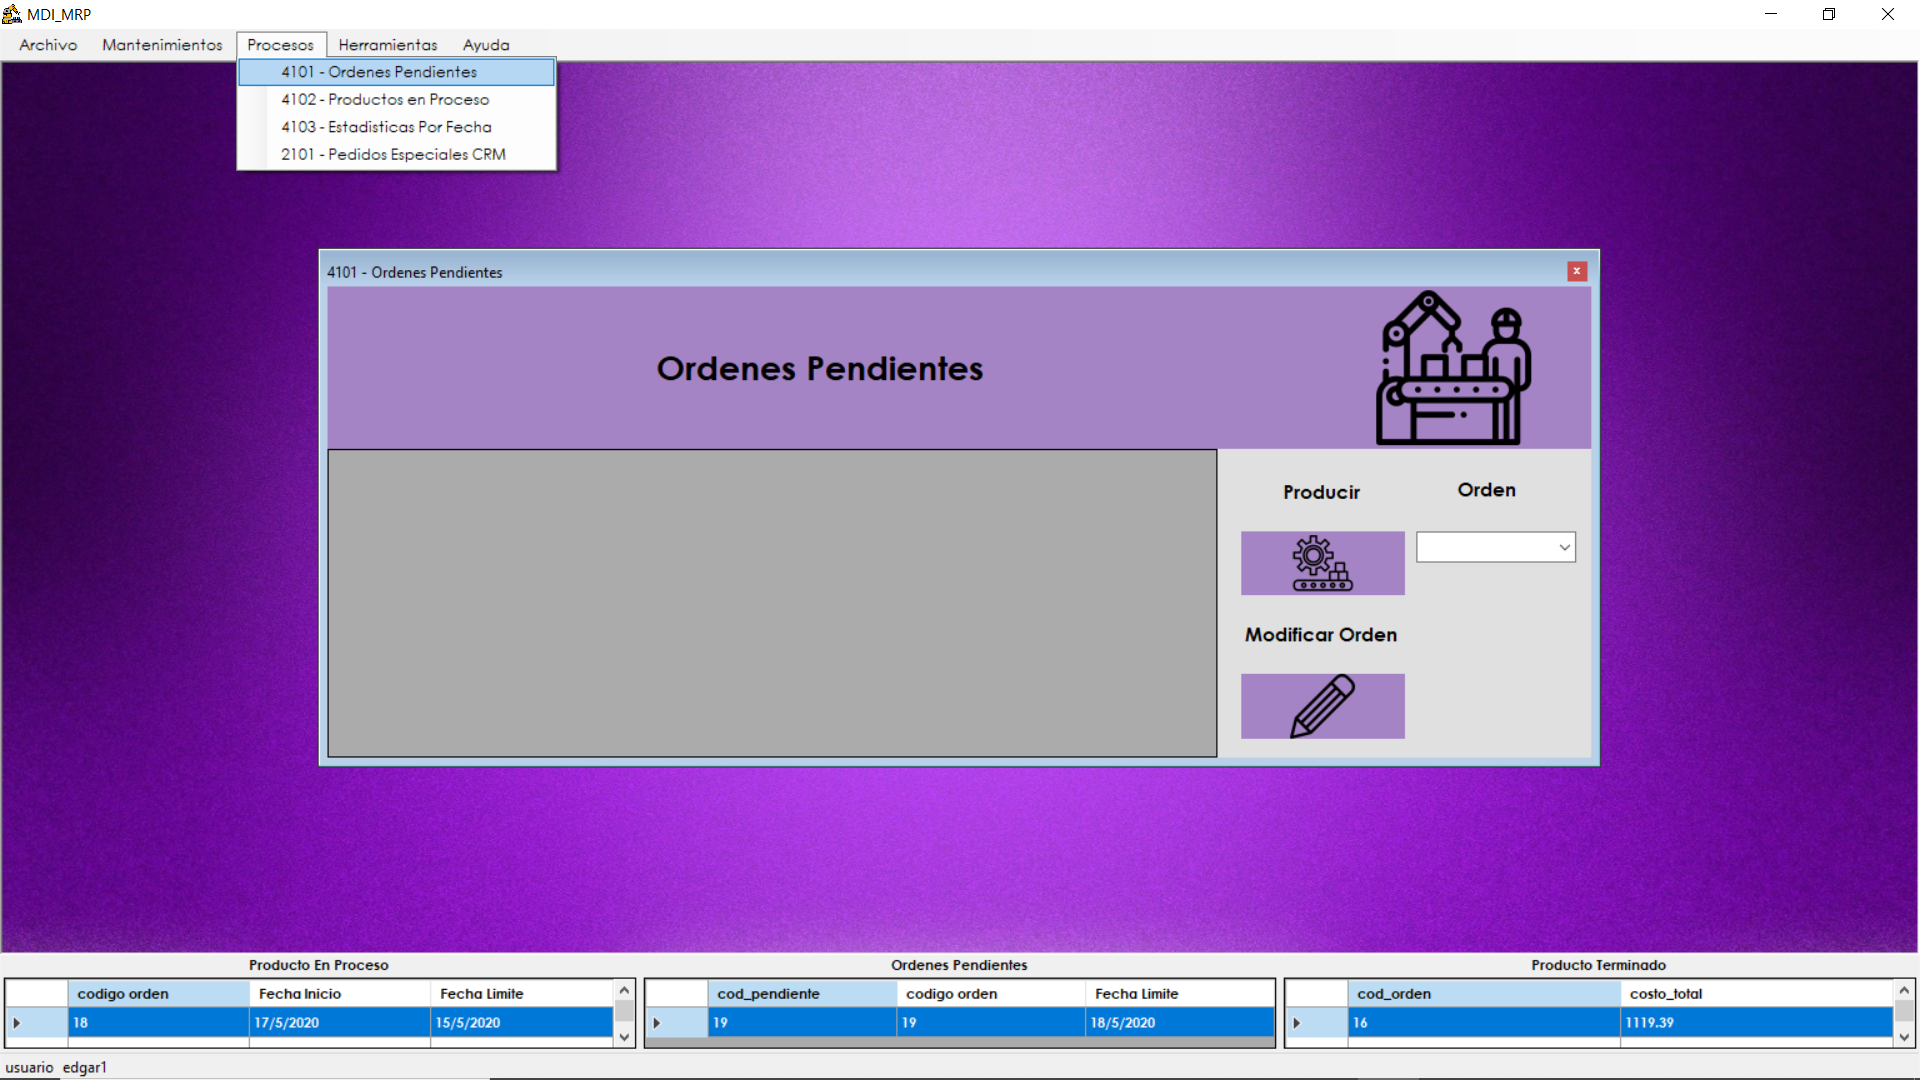 MDI_MRP
Archivo Mantenimientos Procesos Herramientas Ayuda
4101 - Ordenes Pendientes
4102 - Productos en Proceso
4103 - Estadisticas Por Fecha
2101 - Pedidos Especiales CRM
4101 - Ordenes Pendientes
x
Ordenes Pendientes
Producir Orden
Modificar Orden
Producto En Proceso
codigo orden Fecha Inicio Fecha Limite
18 17/5/2020 15/5/2020
Ordenes Pendientes
cod_pendiente codigo orden Fecha Limite
19 19 18/5/2020
Producto Terminado
cod_orden costo_total
16 1119.39
usuario edgar1